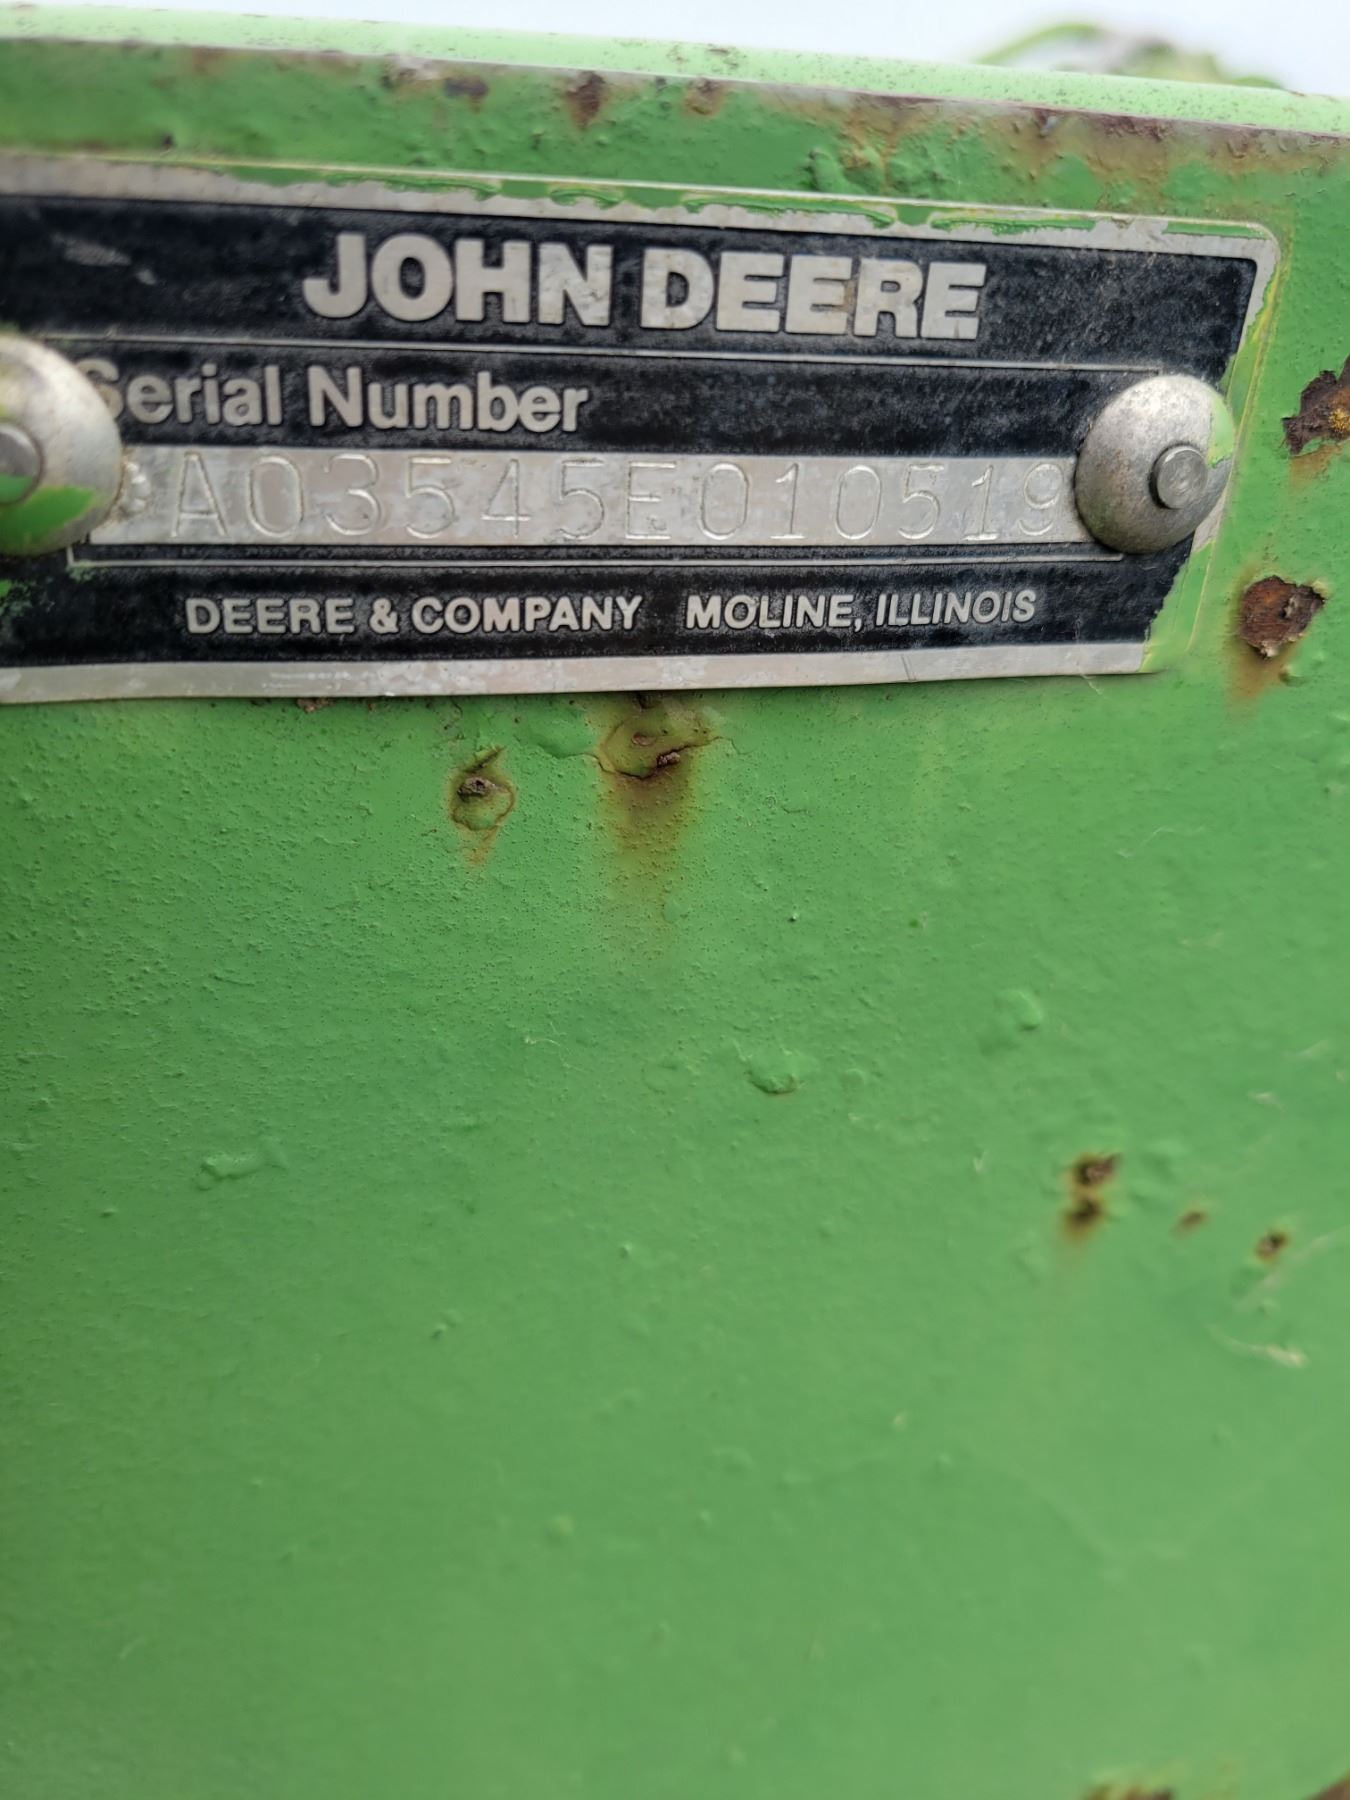 JOHN DEERE
Serial Number
A03545E010519
DEERE & COMPANY MOLINE, ILLINOIS